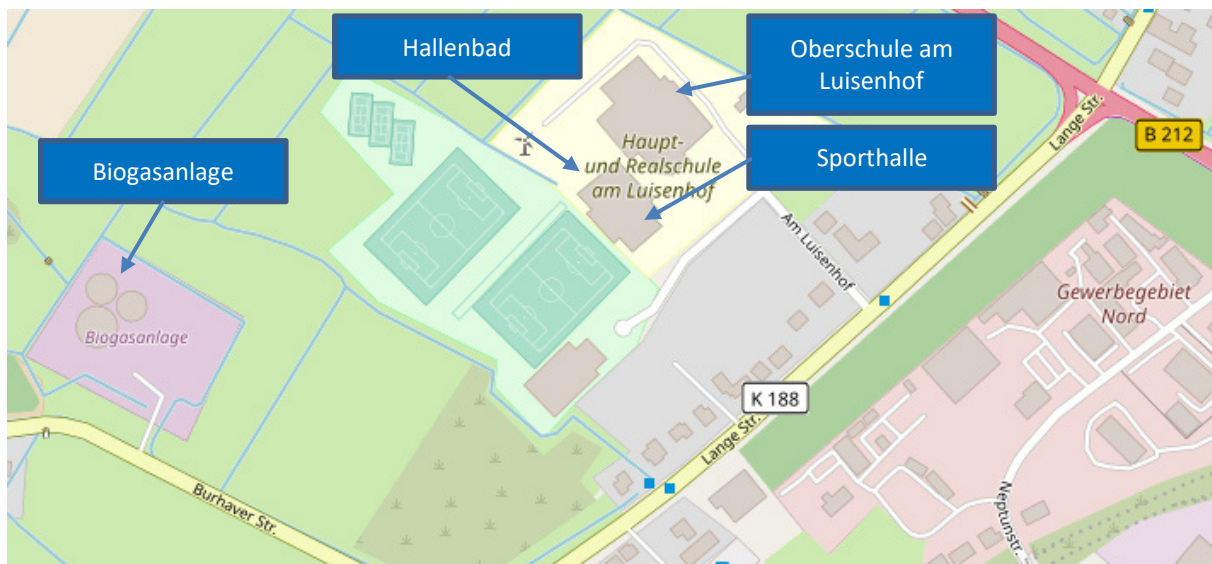 Hallenbad
Oberschule am
Luisenhof
Lange Str.
B 212
Biogasanlage
Haupt-
und Realschule
am Luisenhof
Sporthalle
Am Luisenhof
Gewerbegebiet
Nord
Biogasanlage
K 188
Lange Str.
Burhaver Str.
Neptunstr.